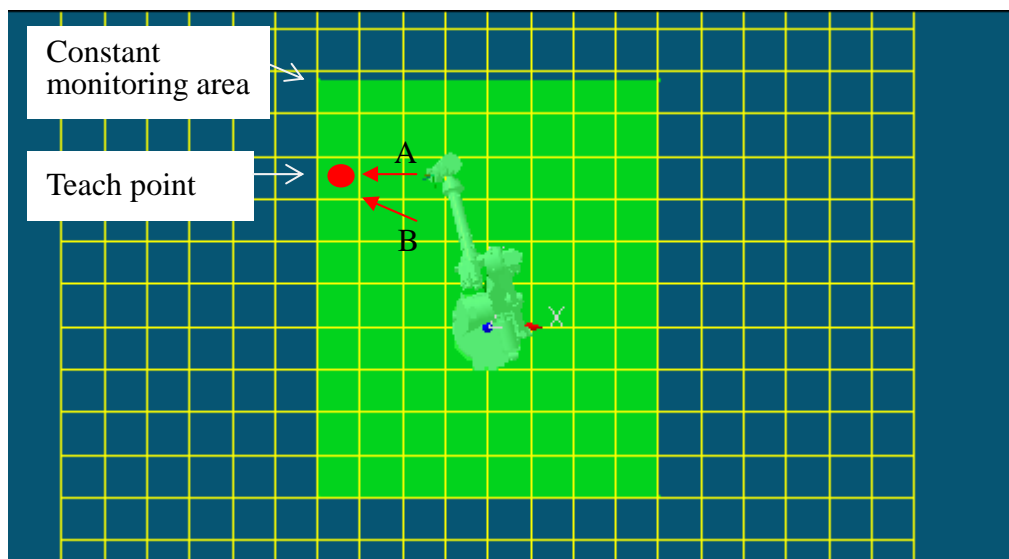 Constant
monitoring area
Teach point
A
B
X